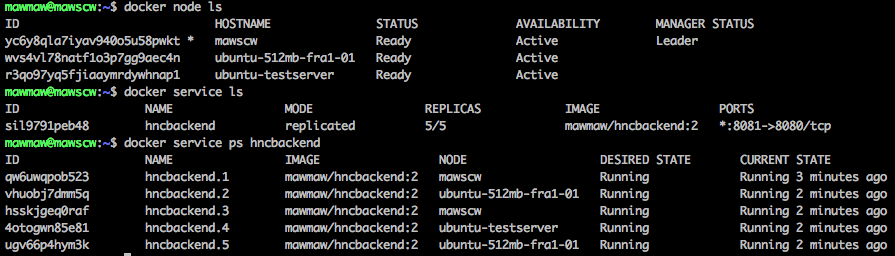 mawmaw@mawscw:~$ docker node ls
ID HOSTNAME STATUS AVAILABILITY MANAGER STATUS
yc6y8qla7iyav940o5u58pwkt * mawscw Ready Active Leader
wvs4vl78natf1o3p7gg9aec4n ubuntu-512mb-fra1-01 Ready Active
r3qo97yq5fjiaaymrdywhnap1 ubuntu-testserver Ready Active
mawmaw@mawscw:~$ docker service ls
ID NAME MODE REPLICAS IMAGE PORTS
sil9791peb48 hncbackend replicated 5/5 mawmaw/hncbackend:2 *:8081->8080/tcp
mawmaw@mawscw:~$ docker service ps hncbackend
ID NAME IMAGE NODE DESIRED STATE CURRENT STATE
qw6uwqpob523 hncbackend.1 mawmaw/hncbackend:2 mawscw Running Running 3 minutes ago
vhuobj7dmm5q hncbackend.2 mawmaw/hncbackend:2 ubuntu-512mb-fra1-01 Running Running 2 minutes ago
hsskjgeq0raf hncbackend.3 mawmaw/hncbackend:2 mawscw Running Running 2 minutes ago
4otogwn85e81 hncbackend.4 mawmaw/hncbackend:2 ubuntu-testserver Running Running 2 minutes ago
ugv66p4hym3k hncbackend.5 mawmaw/hncbackend:2 ubuntu-512mb-fra1-01 Running Running 2 minutes ago